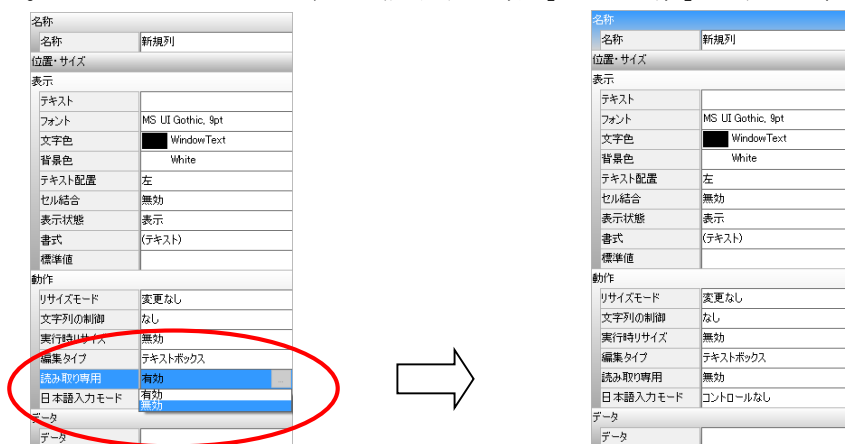 名称
名称 新規列
位置・サイズ
表示
テキスト
フォント MS UI Gothic, 9pt
文字色 WindowText
背景色 White
テキスト配置 左
セル結合 無効
表示状態 表示
書式 (テキスト)
標準値
動作
リサイズモード 変更なし
文字列の制御 なし
実行時リサイズ 無効
編集タイプ テキストボックス
読み取り専用 有効
日本語入力モード 有効
無効
データ
データ
名称
名称 新規列
位置・サイズ
表示
テキスト
フォント MS UI Gothic, 9pt
文字色 WindowText
背景色 White
テキスト配置 左
セル結合 無効
表示状態 表示
書式 (テキスト)
標準値
動作
リサイズモード 変更なし
文字列の制御 なし
実行時リサイズ 無効
編集タイプ テキストボックス
読み取り専用 無効
日本語入力モード コントロールなし
データ
データ